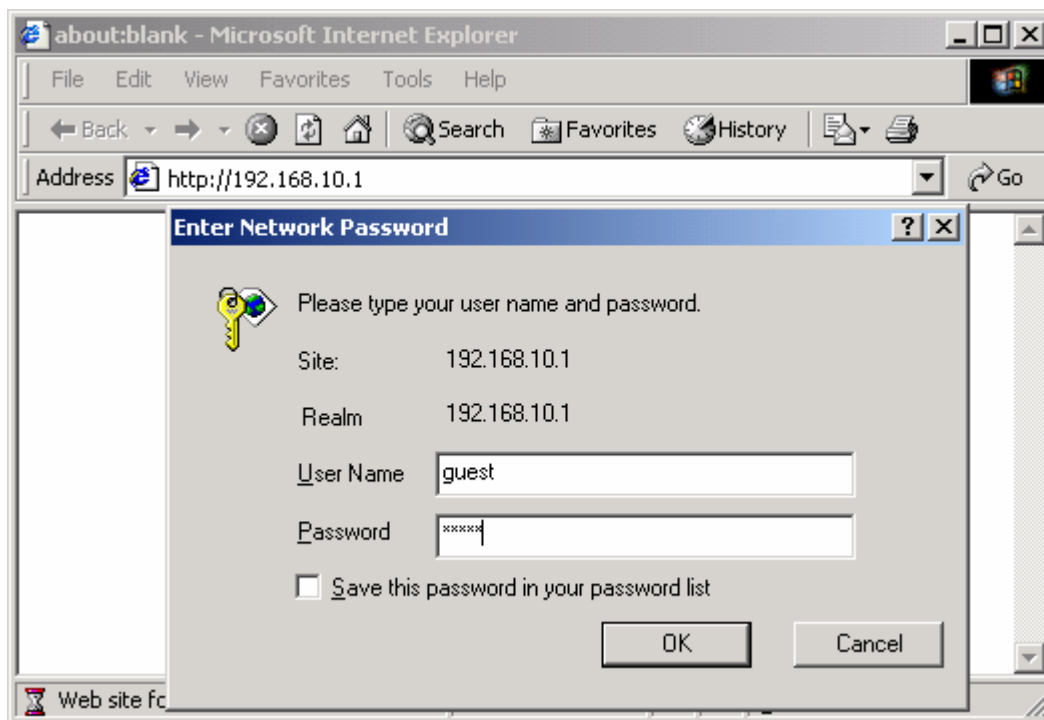 about:blank - Microsoft Internet Explorer
File Edit View Favorites Tools Help
Back Search Favorites History
Address http://192.168.10.1 Go
Enter Network Password
Please type your user name and password.
Site: 192.168.10.1
Realm 192.168.10.1
User Name guest
Password *****
Save this password in your password list
OK Cancel
Web site